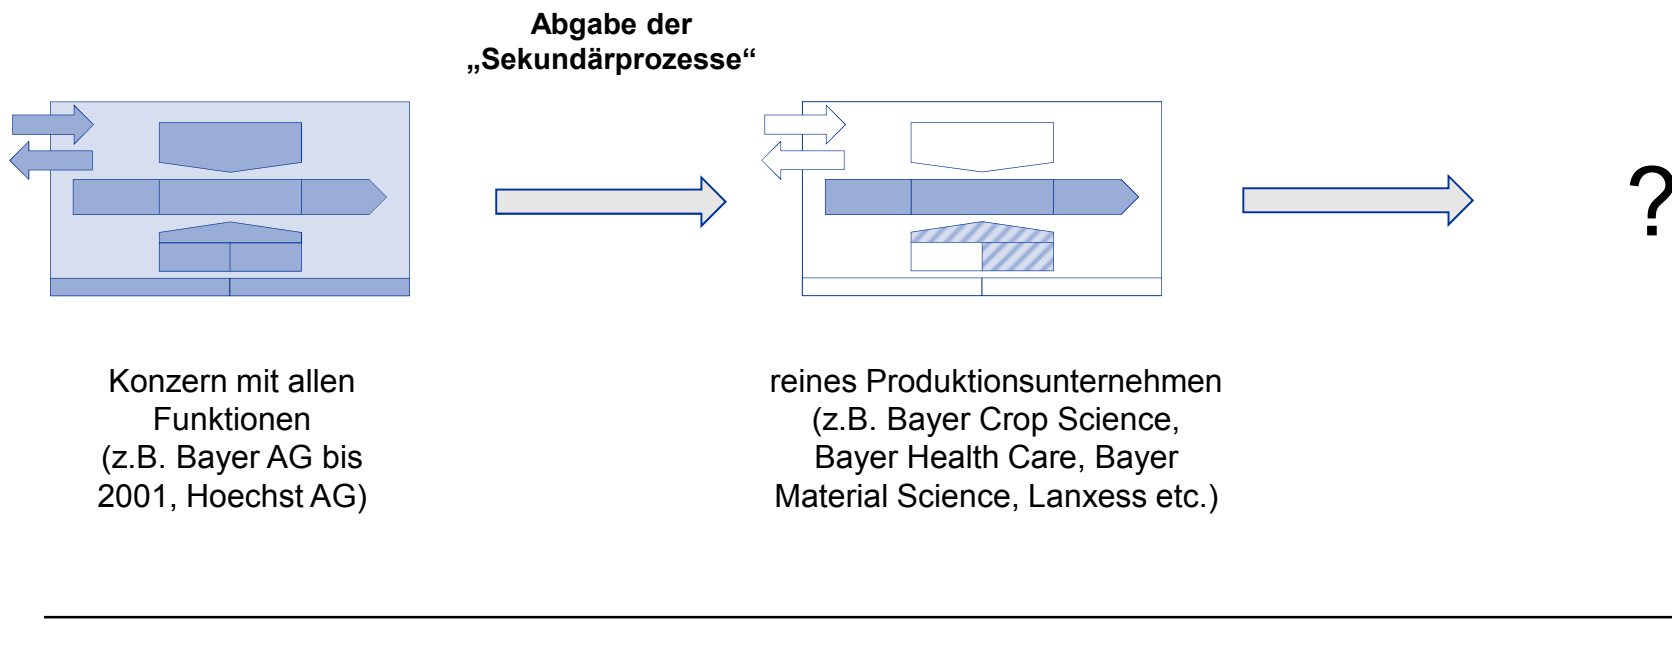 Abgabe der
„Sekundärprozesse“
?
Konzern mit allen
Funktionen
(z.B. Bayer AG bis
2001, Hoechst AG)
reines Produktionsunternehmen
(z.B. Bayer Crop Science,
Bayer Health Care, Bayer
Material Science, Lanxess etc.)